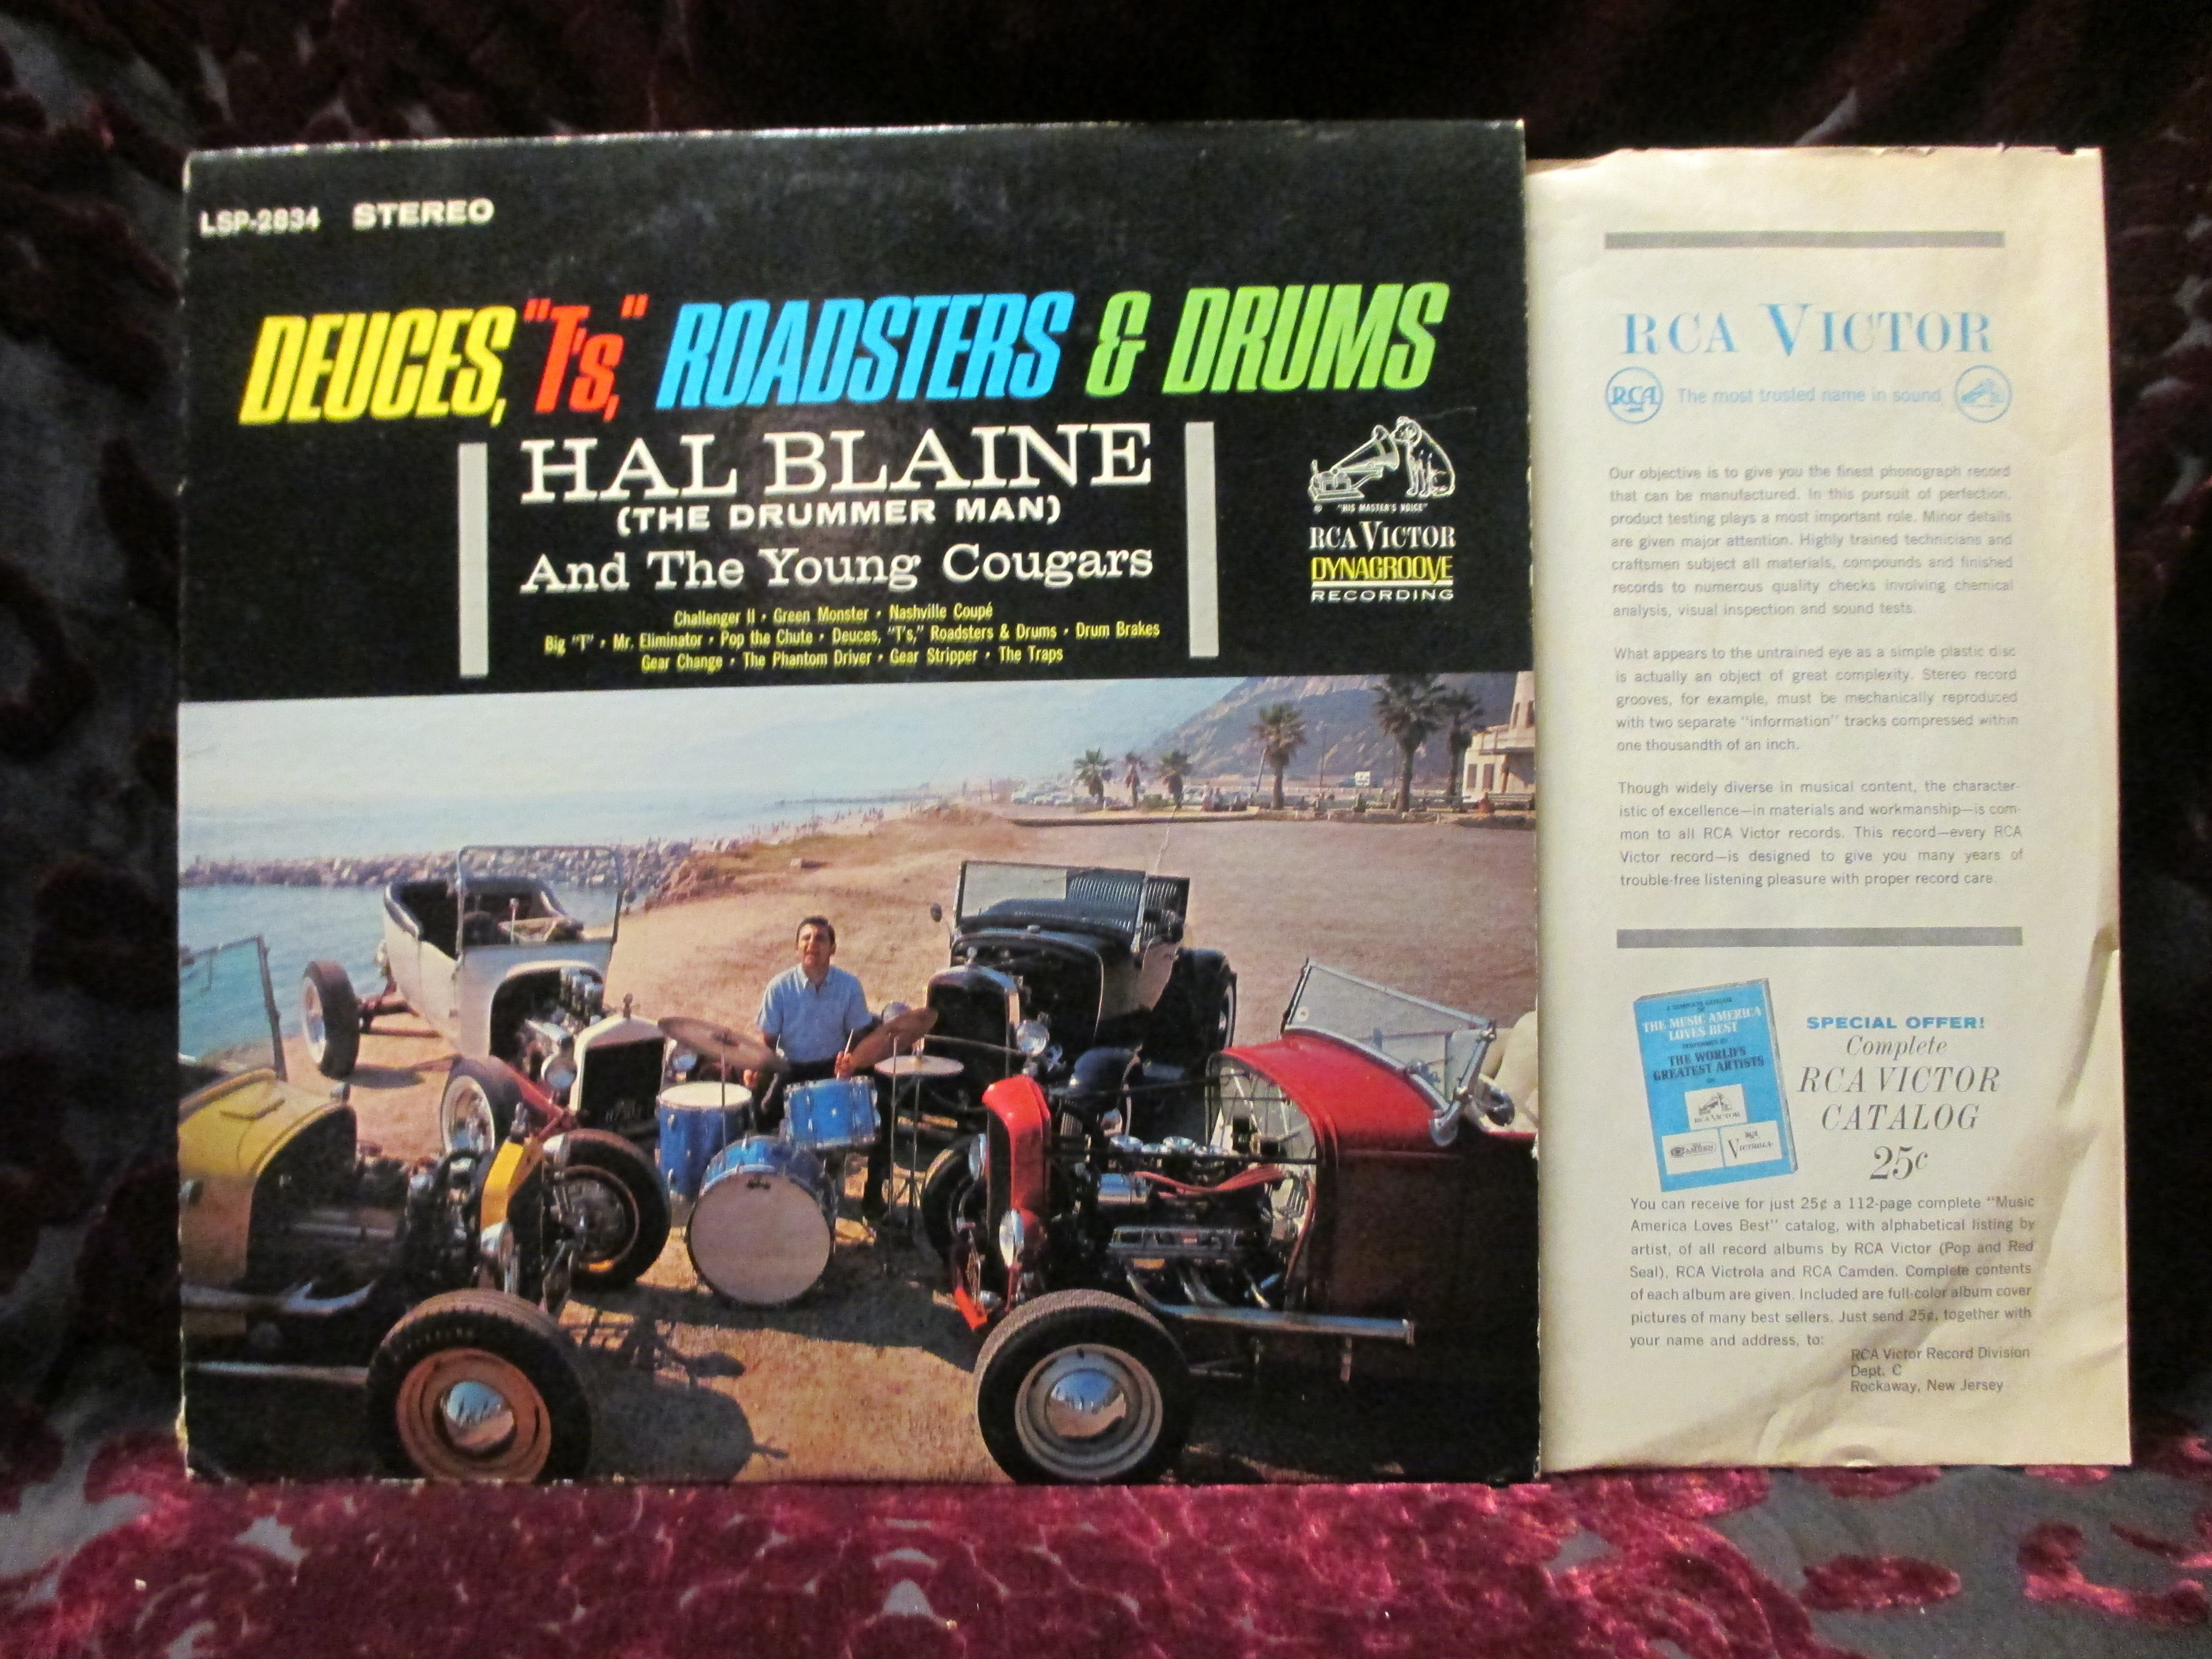 LSP-2834 STEREO
DEUCES, "T's," ROADSTERS & DRUMS
HAL BLAINE
(THE DRUMMER MAN)
And The Young Cougars
Challenger II • Green Monster • Nashville Coupé
Big "T" • Mr. Eliminator • Pop the Chute • Deuces, "T's," Roadsters & Drums • Drum Brakes
Gear Change • The Phantom Driver • Gear Stripper • The Traps
"HIS MASTER'S VOICE"
RCA VICTOR
DYNAGROOVE
RECORDING
RCA VICTOR
RCA The most trusted name in sound
Our objective is to give you the finest phonograph record
that can be manufactured. In this pursuit of perfection,
product testing plays a most important role. Minor details
are given major attention. Highly trained technicians and
craftsmen subject all materials, compounds and finished
records to numerous quality checks involving chemical
analysis, visual inspection and sound tests.
What appears to the untrained eye as a simple plastic disc
is actually an object of great complexity. Stereo record
grooves, for example, must be mechanically reproduced
with two separate "information" tracks compressed within
one thousandth of an inch.
Though widely diverse in musical content, the character-
istic of excellence—in materials and workmanship—is com-
mon to all RCA Victor records. This record—every RCA
Victor record—is designed to give you many years of
trouble-free listening pleasure with proper record care.
A COMPLETE CATALOG
OF
THE MUSIC AMERICA
LOVES BEST
PERFORMED BY
THE WORLD'S
GREATEST ARTISTS
ON
RCA VICTOR
SPECIAL OFFER!
Complete
RCA VICTOR
CATALOG
25c
You can receive for just 25¢ a 112-page complete "Music
America Loves Best" catalog, with alphabetical listing by
artist, of all record albums by RCA Victor (Pop and Red
Seal), RCA Victrola and RCA Camden. Complete contents
of each album are given. Included are full-color album cover
pictures of many best sellers. Just send 25¢, together with
your name and address, to:
RCA Victor Record Division
Dept. C
Rockaway, New Jersey